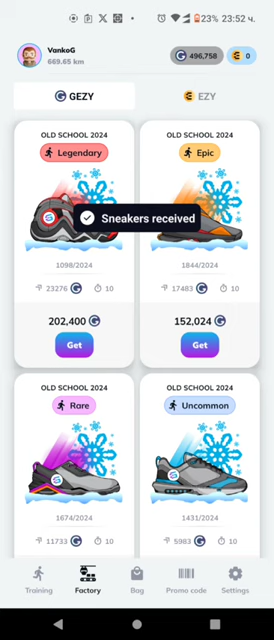 23% 23:52 ч.
VankoG
669.65 km
496,758
0
GEZY
EZY
OLD SCHOOL 2024
Legendary
1098/2024
23276
10
202,400
Get
OLD SCHOOL 2024
Epic
1844/2024
17483
10
152,024
Get
Sneakers received
OLD SCHOOL 2024
Rare
1674/2024
11733
10
OLD SCHOOL 2024
Uncommon
1431/2024
5983
10
Training
Factory
Bag
Promo code
Settings